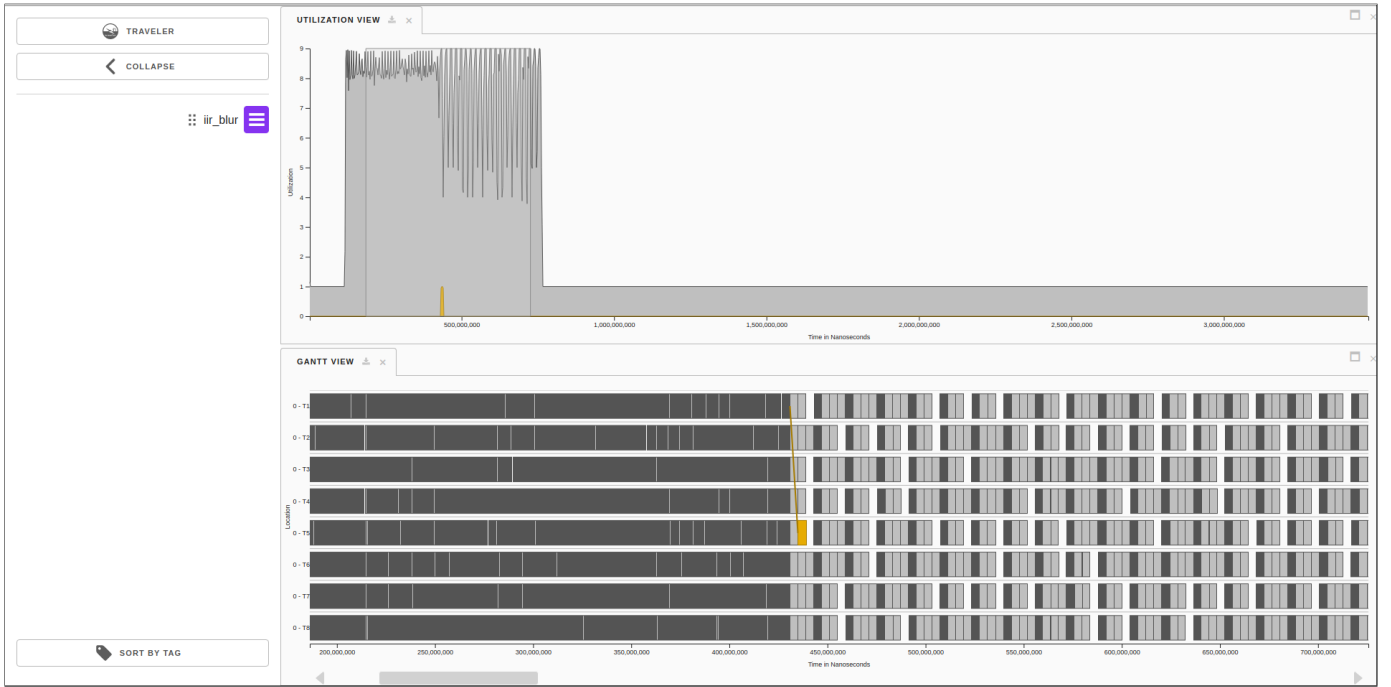 TRAVELER
COLLAPSE
iir_blur
SORT BY TAG
UTILIZATION VIEW
9
8
7
6
5
4
3
2
1
0
Utilization
500,000,000 1,000,000,000 1,500,000,000 2,000,000,000 2,500,000,000 3,000,000,000
Time in Nanoseconds
GANTT VIEW
0 - T1
0 - T2
0 - T3
0 - T4
0 - T5
0 - T6
0 - T7
0 - T8
Location
200,000,000 250,000,000 300,000,000 350,000,000 400,000,000 450,000,000 500,000,000 550,000,000 600,000,000 650,000,000 700,000,000
Time in Nanoseconds